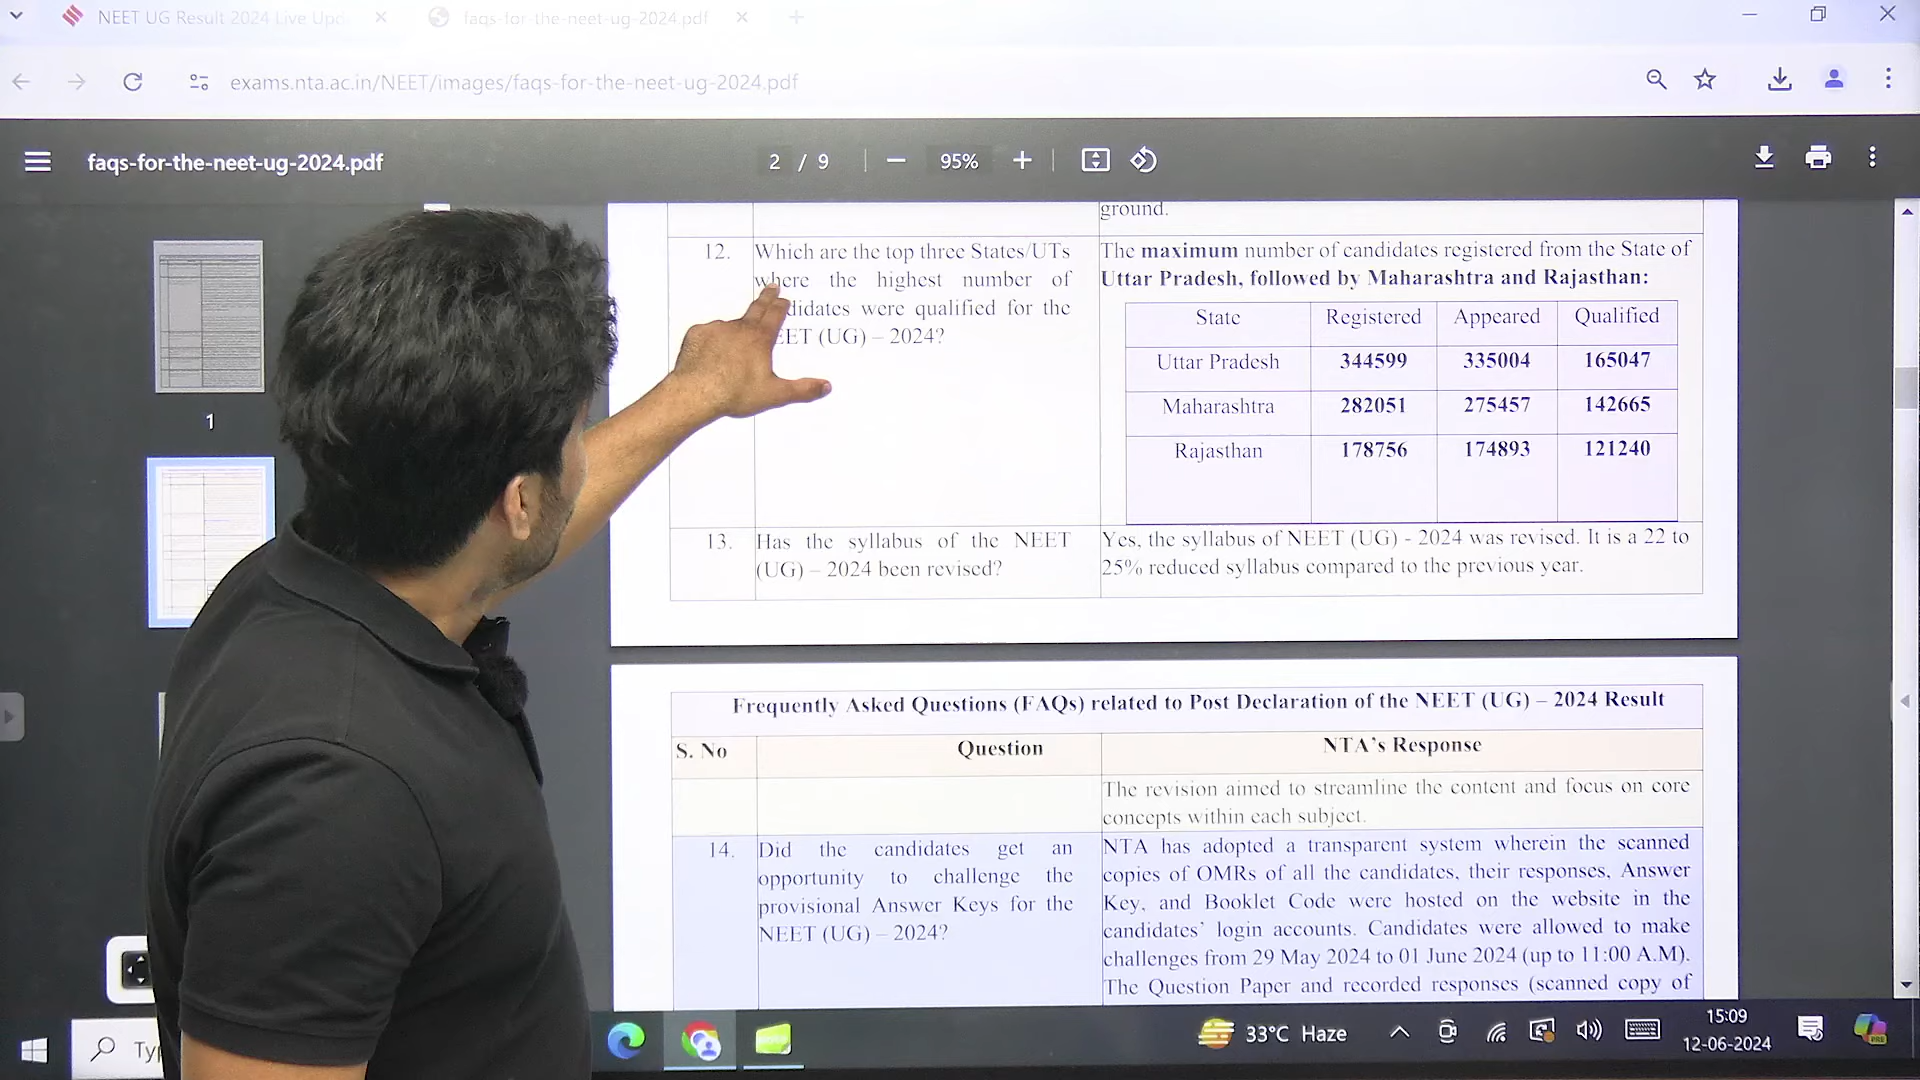 NEET UG Result 2024 Live Upd
faqs-for-the-neet-ug-2024.pdf
exams.nta.ac.in/NEET/images/faqs-for-the-neet-ug-2024.pdf
faqs-for-the-neet-ug-2024.pdf
2 / 9
95%
1
ground.
12.
Which are the top three States/UTs
where the highest number of
didates were qualified for the
EET (UG) – 2024?
The maximum number of candidates registered from the State of
Uttar Pradesh, followed by Maharashtra and Rajasthan:
State Registered Appeared Qualified
Uttar Pradesh 344599 335004 165047
Maharashtra 282051 275457 142665
Rajasthan 178756 174893 121240
13.
Has the syllabus of the NEET
(UG) – 2024 been revised?
Yes, the syllabus of NEET (UG) - 2024 was revised. It is a 22 to
25% reduced syllabus compared to the previous year.
Frequently Asked Questions (FAQs) related to Post Declaration of the NEET (UG) – 2024 Result
S. No Question NTA's Response
The revision aimed to streamline the content and focus on core
concepts within each subject.
14.
Did the candidates get an
opportunity to challenge the
provisional Answer Keys for the
NEET (UG) – 2024?
NTA has adopted a transparent system wherein the scanned
copies of OMRs of all the candidates, their responses, Answer
Key, and Booklet Code were hosted on the website in the
candidates' login accounts. Candidates were allowed to make
challenges from 29 May 2024 to 01 June 2024 (up to 11:00 A.M).
The Question Paper and recorded responses (scanned copy of
Ty
33°C Haze
15:09
12-06-2024